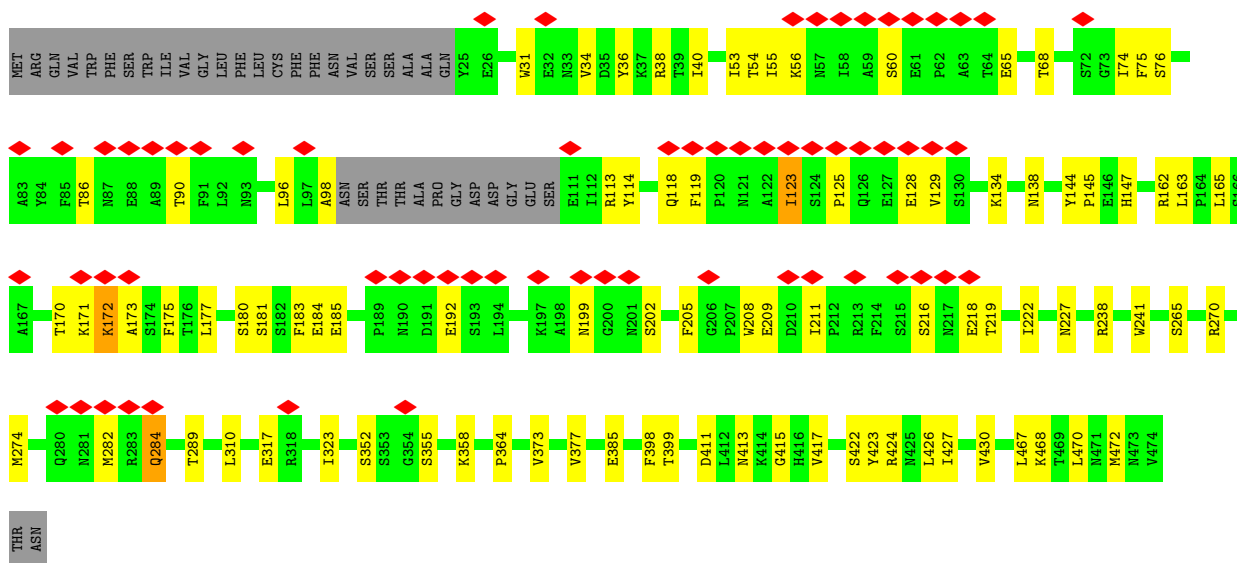 MET ARG GLN VAL TRP PHE SER TRP ILE VAL GLY LEU PHE LEU CYS PHE PHE ASN VAL SER SER ALA ALA GLN Y25 E26 W31 E32 N33 V34 D35 Y36 K37 R38 T39 I40 I53 T54 I55 K56 N57 I58 A59 S60 E61 P62 A63 T64 E65 T68 S72 G73 I74 F75 S76
A83 Y84 F85 T86 N87 E88 A89 T90 F91 L92 N93 L96 L97 A98 ASN SER THR THR ALA PRO GLY ASP ASP GLY GLU SER E111 I112 R113 Y114 Q118 F119 P120 N121 A122 I123 S124 P125 Q126 E127 E128 V129 S130 K134 N138 Y144 P145 E146 H147 R162 L163 P164 L165 S166
A167 T170 K171 K172 A173 S174 F175 T176 L177 S180 S181 S182 F183 E184 E185 P189 N190 D191 E192 S193 L194 K197 A198 N199 G200 N201 S202 F205 G206 P207 W208 E209 D210 I211 P212 R213 F214 S215 S216 N217 E218 T219 I222 N227 R238 W241 S265 R270
M274 Q280 N281 M282 R283 Q284 T289 L310 E317 R318 I323 S352 S353 G354 S355 K358 P364 V373 V377 E385 F398 T399 D411 L412 N413 K414 G415 H416 V417 S422 Y423 R424 N425 L426 I427 V430 L467 K468 T469 L470 N471 M472 N473 V474
THR ASN